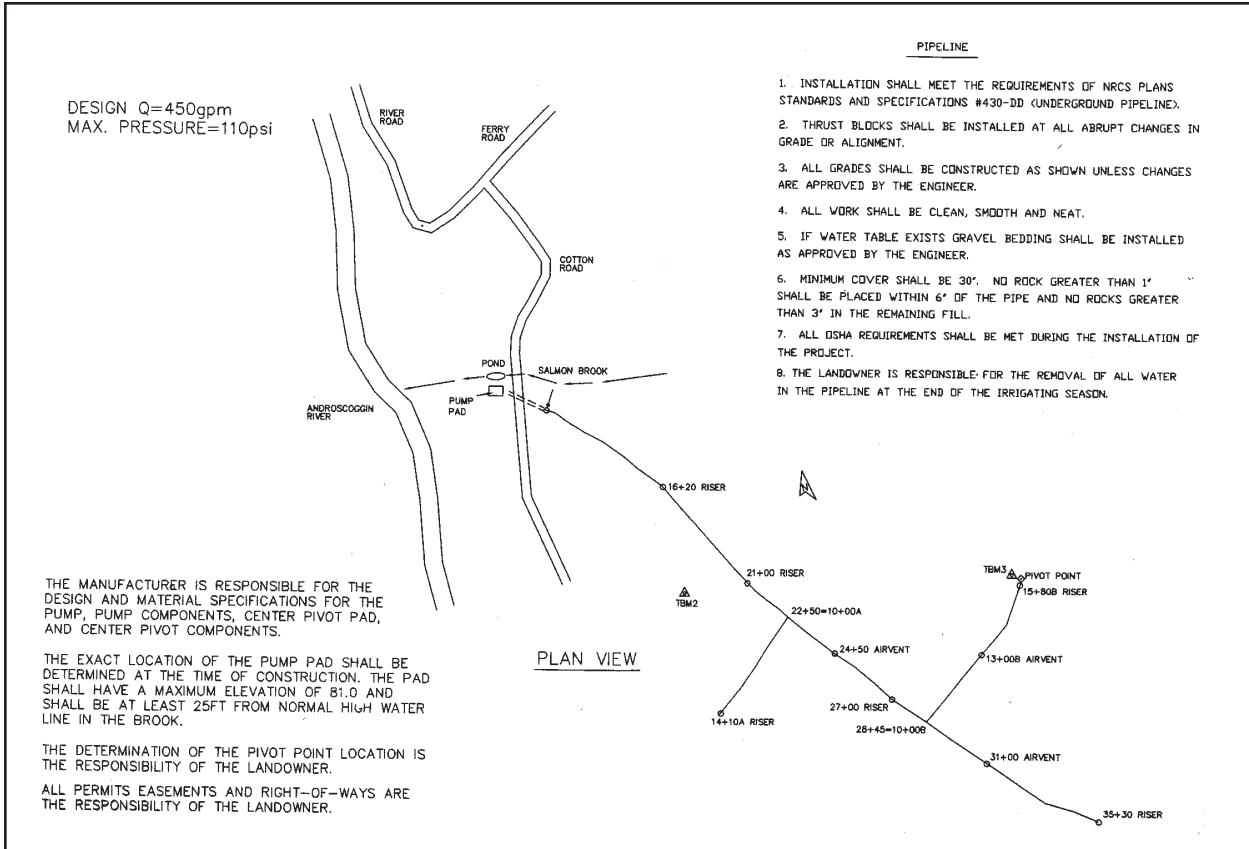 DESIGN Q=450gpm
MAX. PRESSURE=110psi
RIVER
ROAD
FERRY
ROAD
COTTON
ROAD
POND
SALMON BROOK
PUMP
PAD
ANDROSCOGGIN
RIVER
PIPELINE
1. INSTALLATION SHALL MEET THE REQUIREMENTS OF NRCS PLANS
STANDARDS AND SPECIFICATIONS #430-DD (UNDERGROUND PIPELINE).
2. THRUST BLOCKS SHALL BE INSTALLED AT ALL ABRUPT CHANGES IN
GRADE OR ALIGNMENT.
3. ALL GRADES SHALL BE CONSTRUCTED AS SHOWN UNLESS CHANGES
ARE APPROVED BY THE ENGINEER.
4. ALL WORK SHALL BE CLEAN, SMOOTH AND NEAT.
5. IF WATER TABLE EXISTS GRAVEL BEDDING SHALL BE INSTALLED
AS APPROVED BY THE ENGINEER.
6. MINIMUM COVER SHALL BE 30". NO ROCK GREATER THAN 1"
SHALL BE PLACED WITHIN 6" OF THE PIPE AND NO ROCKS GREATER
THAN 3" IN THE REMAINING FILL.
7. ALL OSHA REQUIREMENTS SHALL BE MET DURING THE INSTALLATION OF
THE PROJECT.
8. THE LANDOWNER IS RESPONSIBLE FOR THE REMOVAL OF ALL WATER
IN THE PIPELINE AT THE END OF THE IRRIGATING SEASON.
16+20 RISER
N
21+00 RISER
TBM2
22+50=10+00A
24+50 AIRVENT
14+10A RISER
27+00 RISER
28+45=10+00B
TBM3
PIVOT POINT
15+80B RISER
13+00B AIRVENT
31+00 AIRVENT
35+30 RISER
PLAN VIEW
THE MANUFACTURER IS RESPONSIBLE FOR THE
DESIGN AND MATERIAL SPECIFICATIONS FOR THE
PUMP, PUMP COMPONENTS, CENTER PIVOT PAD,
AND CENTER PIVOT COMPONENTS.
THE EXACT LOCATION OF THE PUMP PAD SHALL BE
DETERMINED AT THE TIME OF CONSTRUCTION. THE PAD
SHALL HAVE A MAXIMUM ELEVATION OF 81.0 AND
SHALL BE AT LEAST 25FT FROM NORMAL HIGH WATER
LINE IN THE BROOK.
THE DETERMINATION OF THE PIVOT POINT LOCATION IS
THE RESPONSIBILITY OF THE LANDOWNER.
ALL PERMITS EASEMENTS AND RIGHT-OF-WAYS ARE
THE RESPONSIBILITY OF THE LANDOWNER.